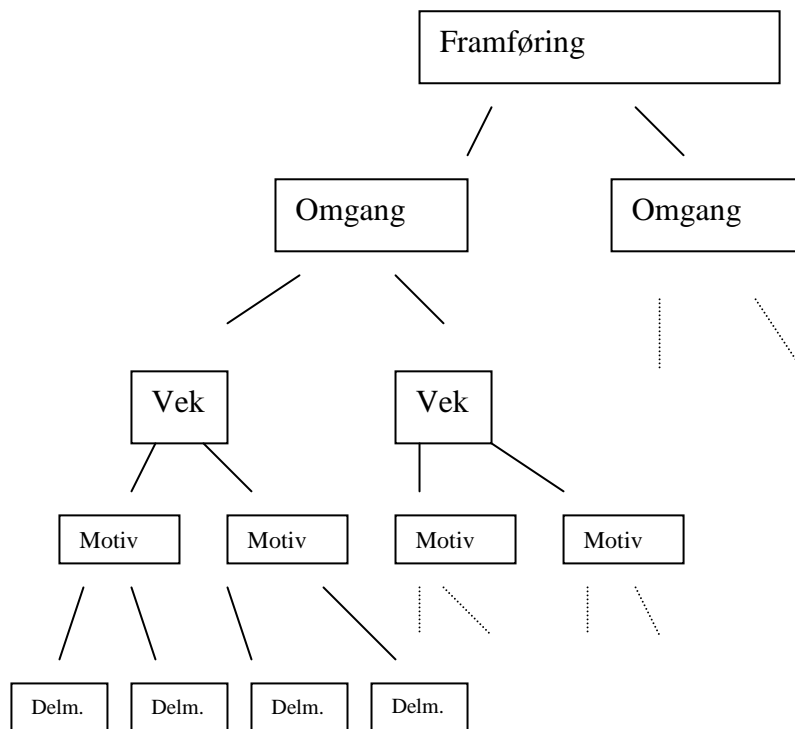 Framføring
Omgang Omgang
Vek Vek
Motiv Motiv Motiv Motiv
Delm. Delm. Delm. Delm.